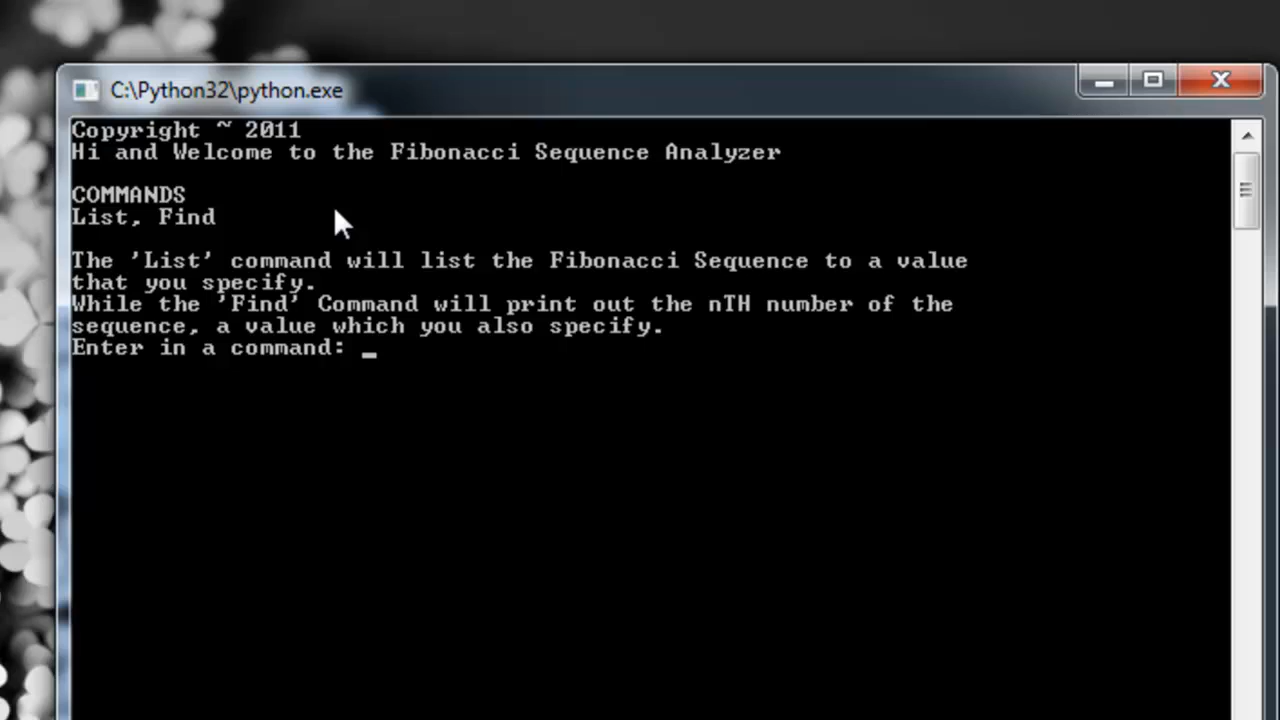 C:\Python32\python.exe
Copyright ~ 2011
Hi and Welcome to the Fibonacci Sequence Analyzer
COMMANDS
List, Find
The 'List' command will list the Fibonacci Sequence to a value
that you specify.
While the 'Find' Command will print out the nTH number of the
sequence, a value which you also specify.
Enter in a command: _